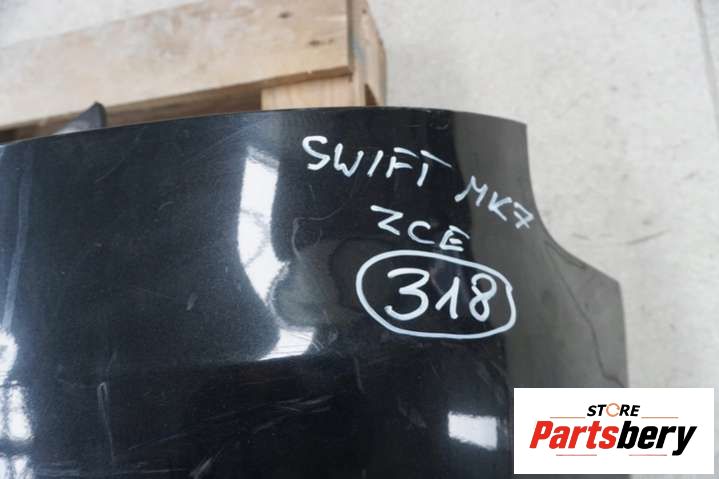 SWIFT MK7
ZCE
318
STORE
Partsbery